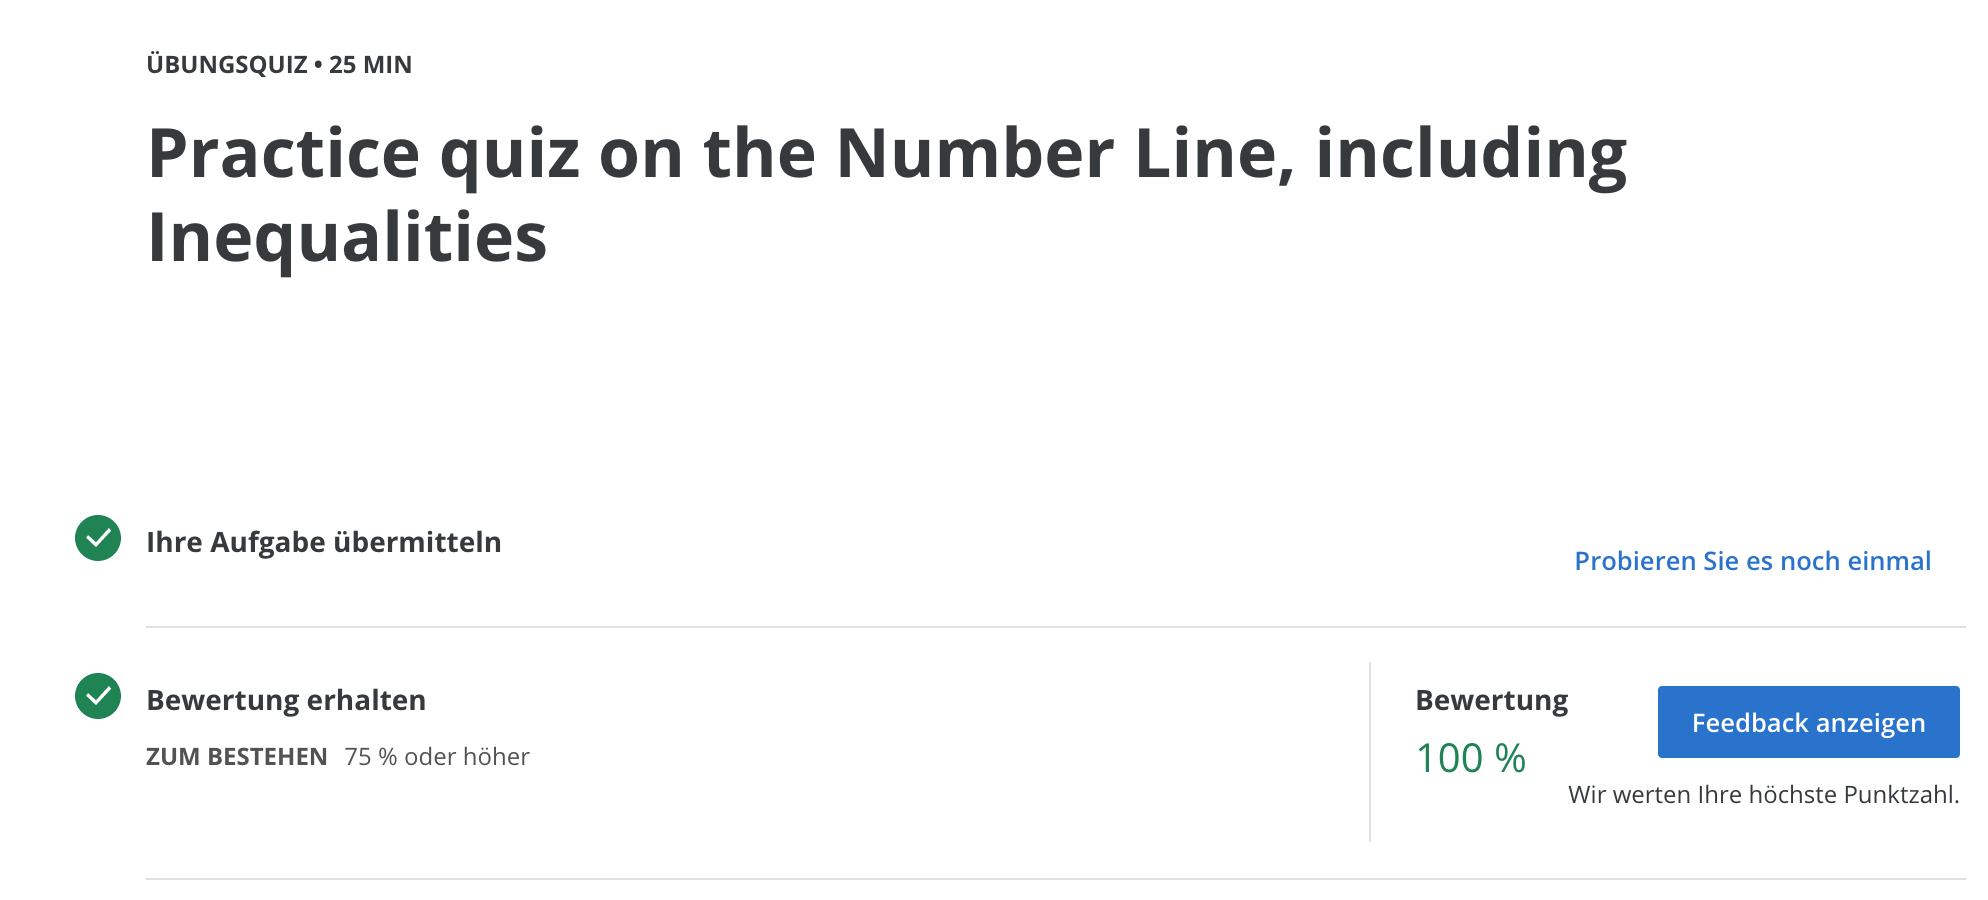 ÜBUNGSQUIZ • 25 MIN
Practice quiz on the Number Line, including
Inequalities
Ihre Aufgabe übermitteln
Probieren Sie es noch einmal
Bewertung erhalten
ZUM BESTEHEN 75 % oder höher
Bewertung
100 %
Feedback anzeigen
Wir werten Ihre höchste Punktzahl.